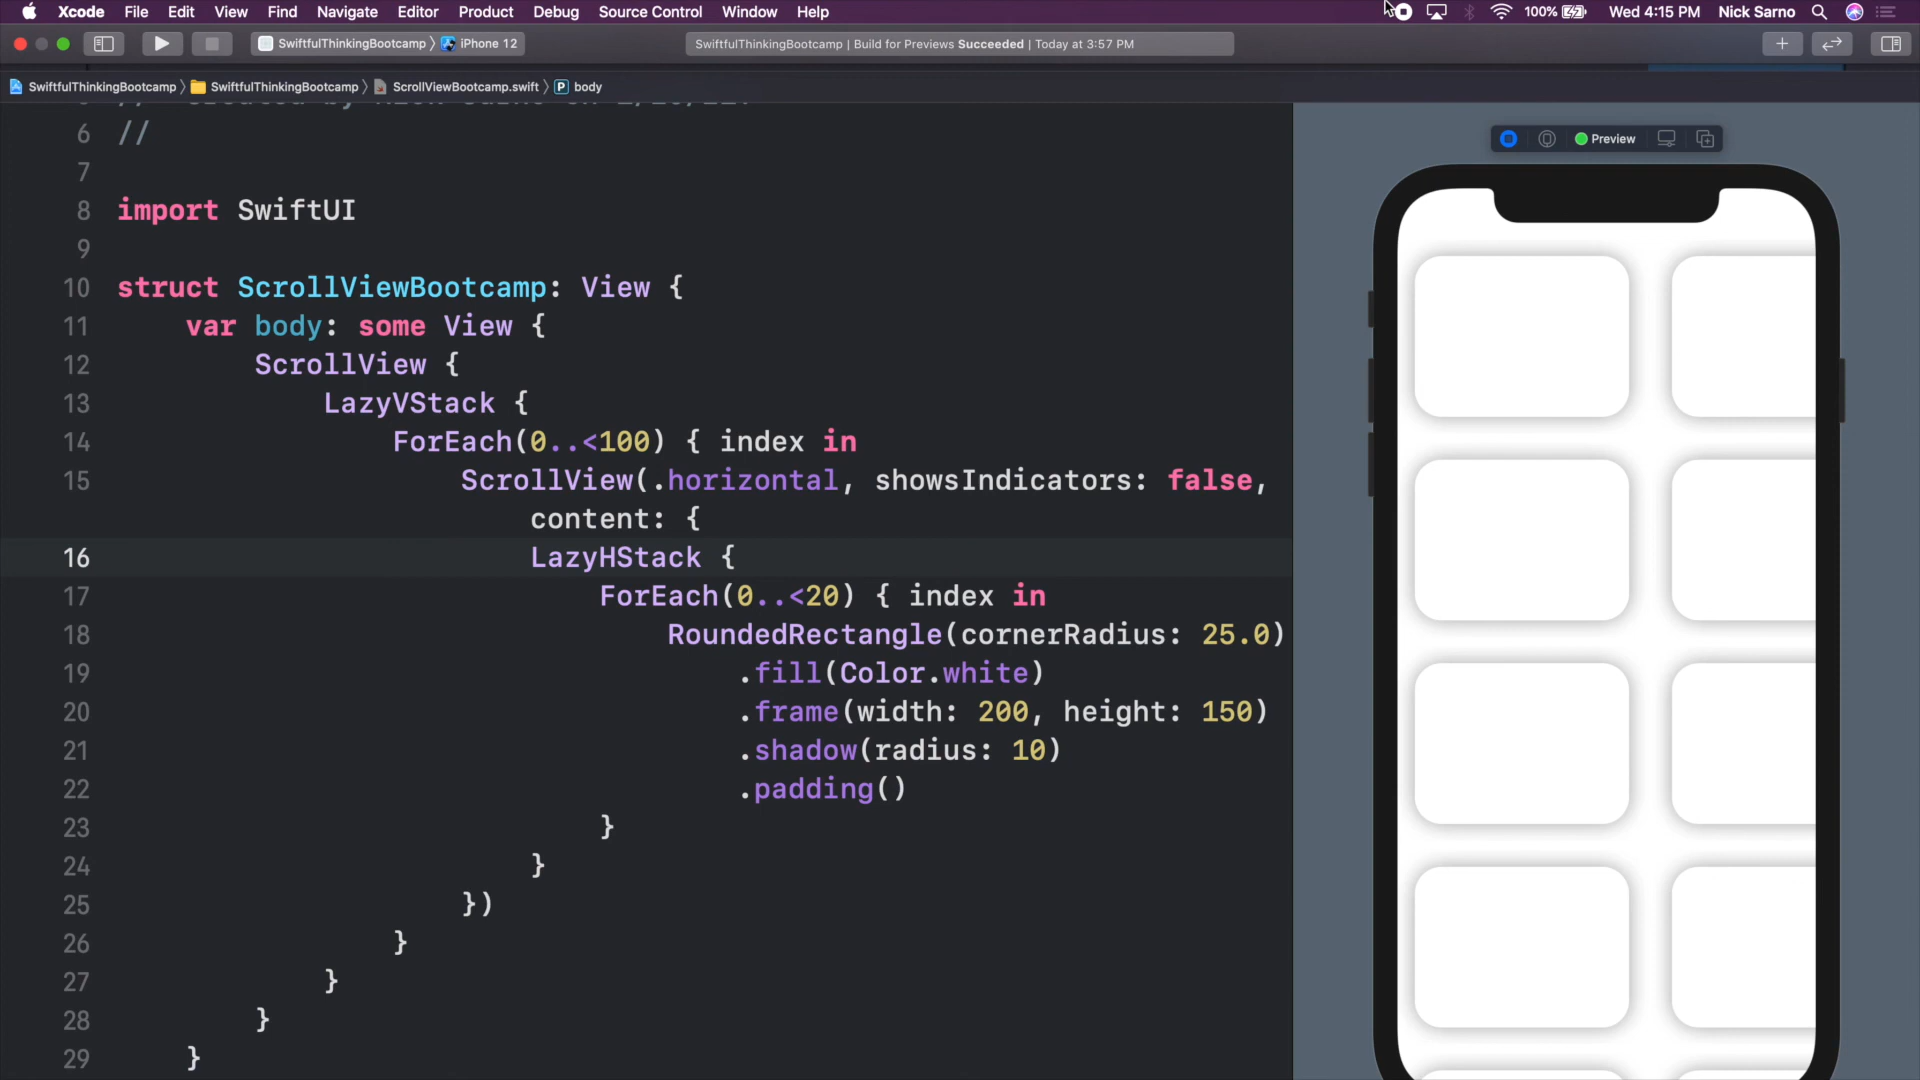 Xcode File Edit View Find Navigate Editor Product Debug Source Control Window Help 100% Wed 4:15 PM Nick Sarno
SwiftfulThinkingBootcamp 〉 iPhone 12 SwiftfulThinkingBootcamp | Build for Previews Succeeded | Today at 3:57 PM
SwiftfulThinkingBootcamp 〉 SwiftfulThinkingBootcamp 〉 ScrollViewBootcamp.swift 〉 P body
6 //
7
8 import SwiftUI
9
10 struct ScrollViewBootcamp: View {
11 var body: some View {
12 ScrollView {
13 LazyVStack {
14 ForEach(0..<100) { index in
15 ScrollView(.horizontal, showsIndicators: false,
content: {
16 LazyHStack {
17 ForEach(0..<20) { index in
18 RoundedRectangle(cornerRadius: 25.0)
19 .fill(Color.white)
20 .frame(width: 200, height: 150)
21 .shadow(radius: 10)
22 .padding()
23 }
24 }
25 })
26 }
27 }
28 }
29 }
Preview